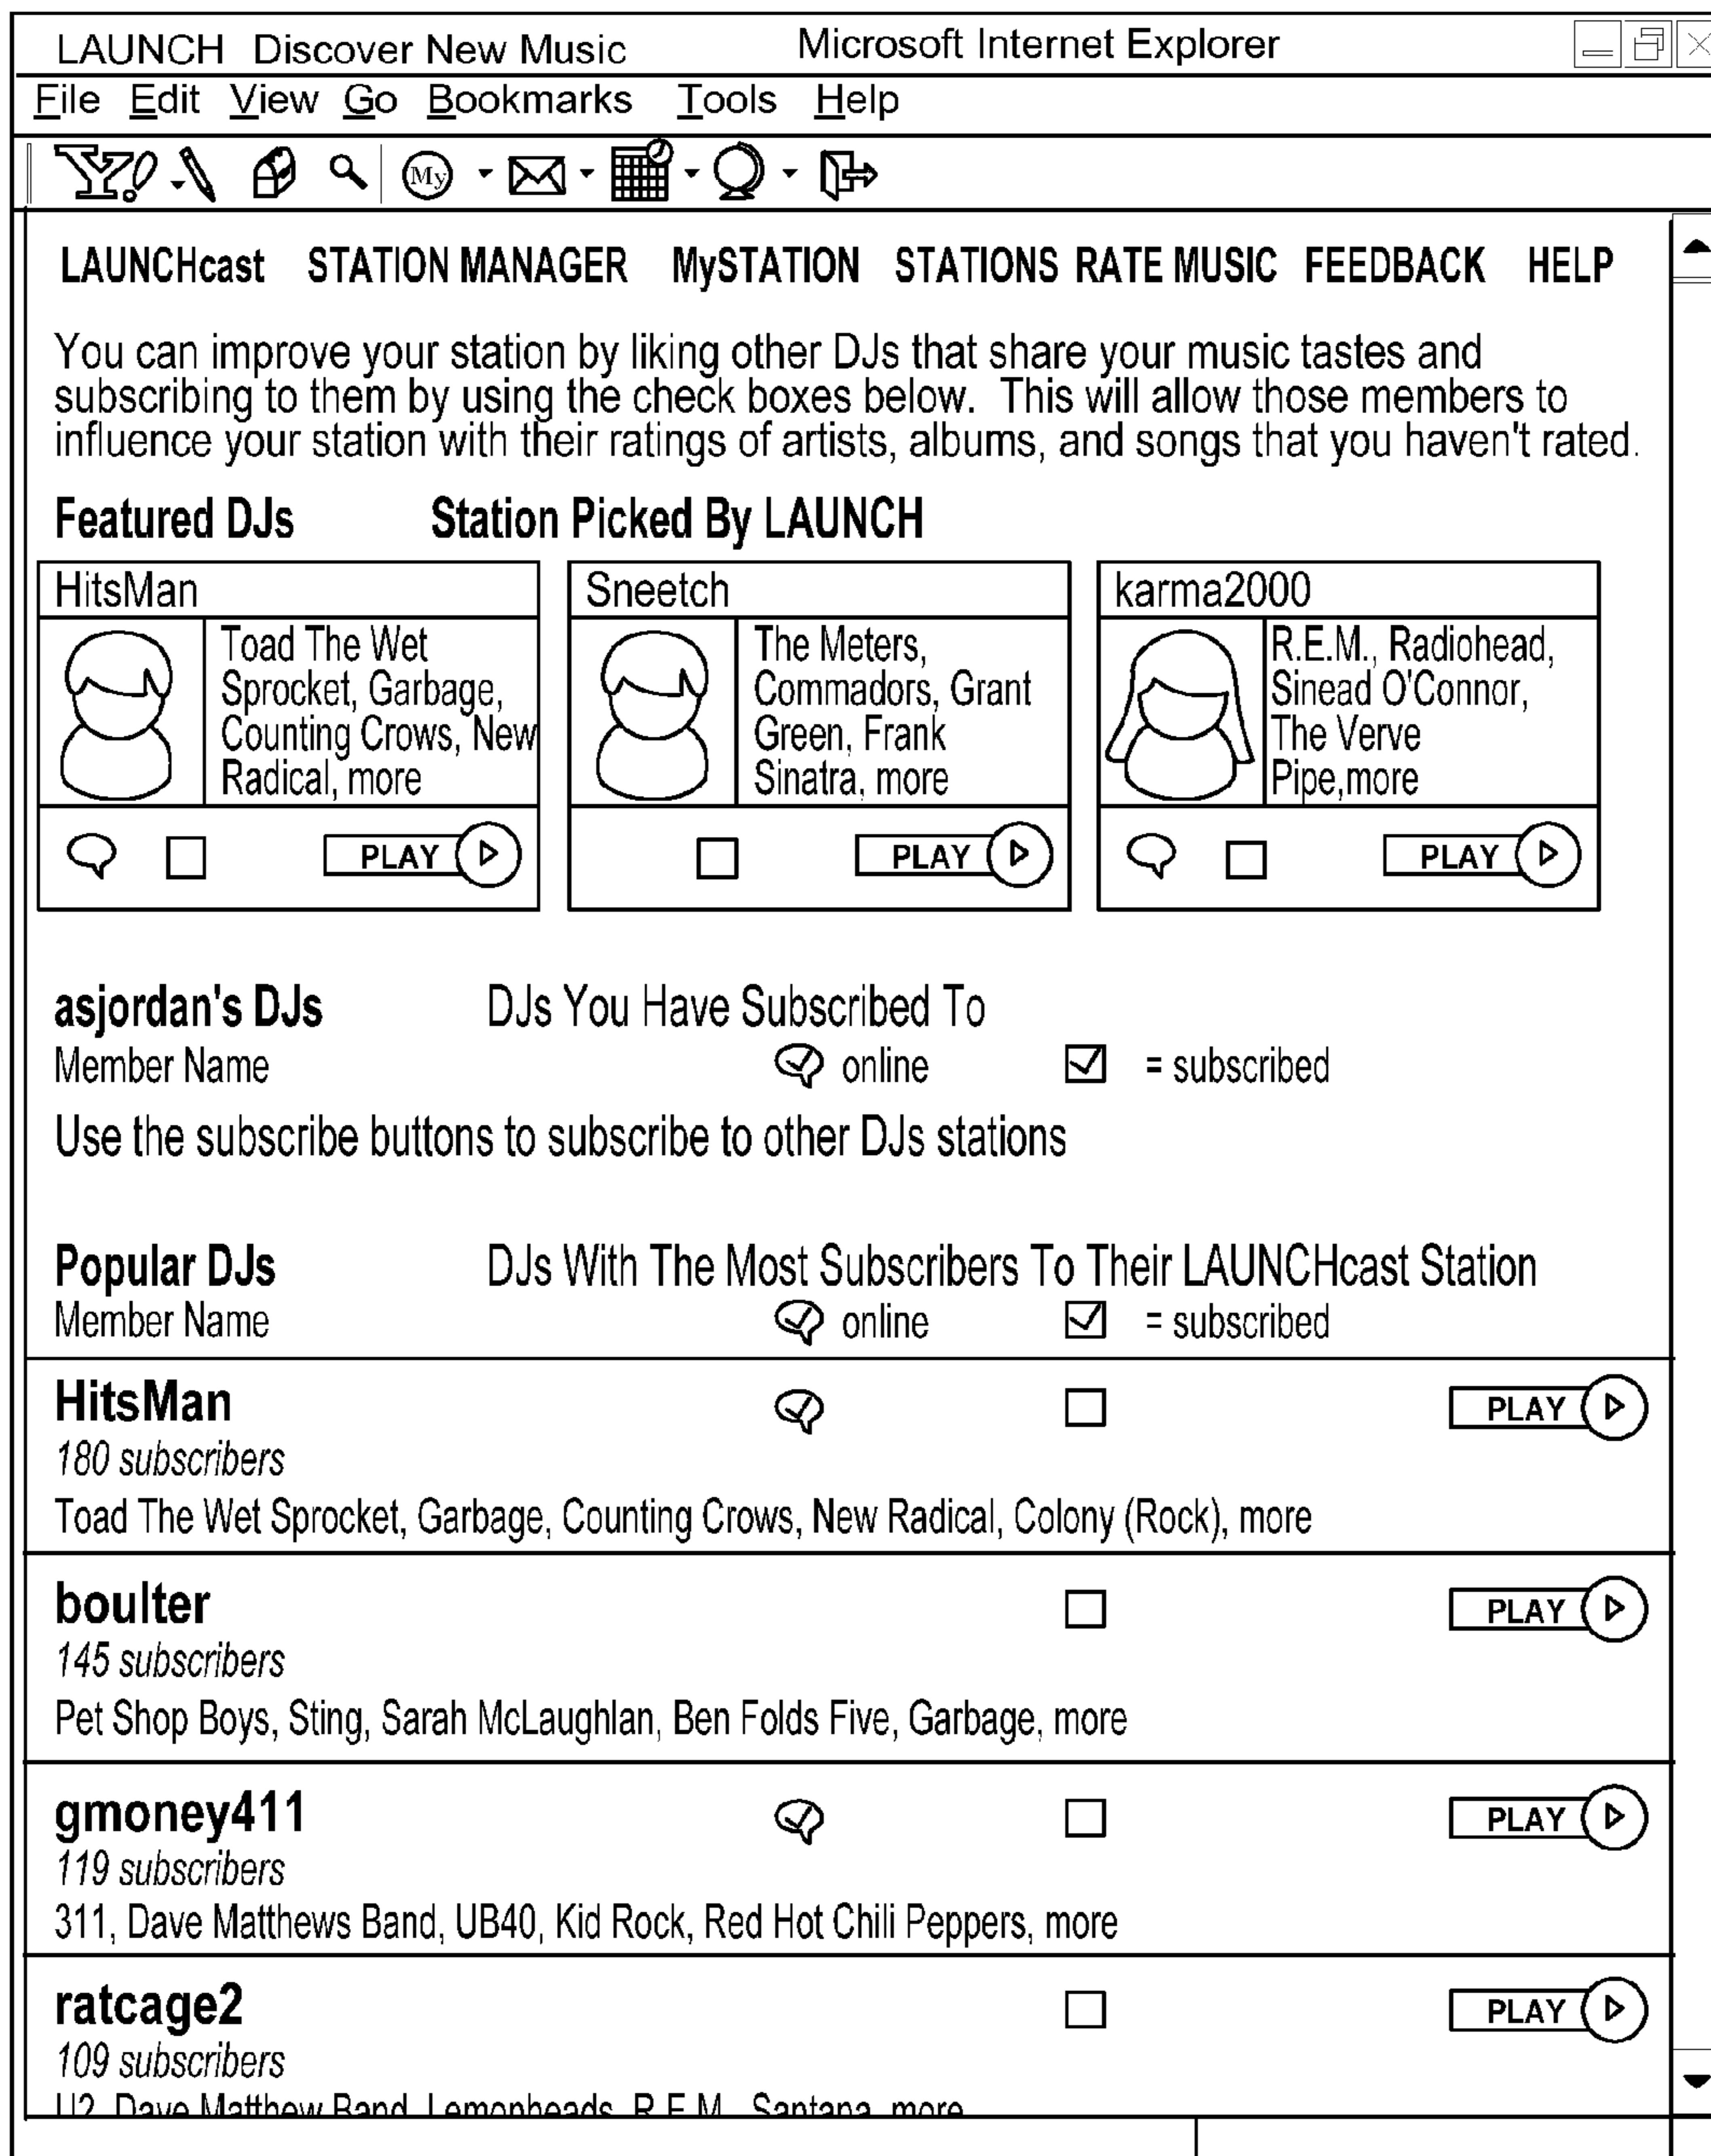 LAUNCH Discover New Music Microsoft Internet Explorer
File Edit View Go Bookmarks Tools Help
Y! My
LAUNCHcast STATION MANAGER MySTATION STATIONS RATE MUSIC FEEDBACK HELP
You can improve your station by liking other DJs that share your music tastes and
subscribing to them by using the check boxes below. This will allow those members to
influence your station with their ratings of artists, albums, and songs that you haven't rated.
Featured DJs Station Picked By LAUNCH
HitsMan
Toad The Wet
Sprocket, Garbage,
Counting Crows, New
Radical, more
PLAY
Sneetch
The Meters,
Commadors, Grant
Green, Frank
Sinatra, more
PLAY
karma2000
R.E.M., Radiohead,
Sinead O'Connor,
The Verve
Pipe,more
PLAY
asjordan's DJs DJs You Have Subscribed To
Member Name online = subscribed
Use the subscribe buttons to subscribe to other DJs stations
Popular DJs DJs With The Most Subscribers To Their LAUNCHcast Station
Member Name online = subscribed
HitsMan PLAY
180 subscribers
Toad The Wet Sprocket, Garbage, Counting Crows, New Radical, Colony (Rock), more
boulter PLAY
145 subscribers
Pet Shop Boys, Sting, Sarah McLaughlan, Ben Folds Five, Garbage, more
gmoney411 PLAY
119 subscribers
311, Dave Matthews Band, UB40, Kid Rock, Red Hot Chili Peppers, more
ratcage2 PLAY
109 subscribers
U2, Dave Matthew Band, Lemonheads, R.E.M., Santana, more